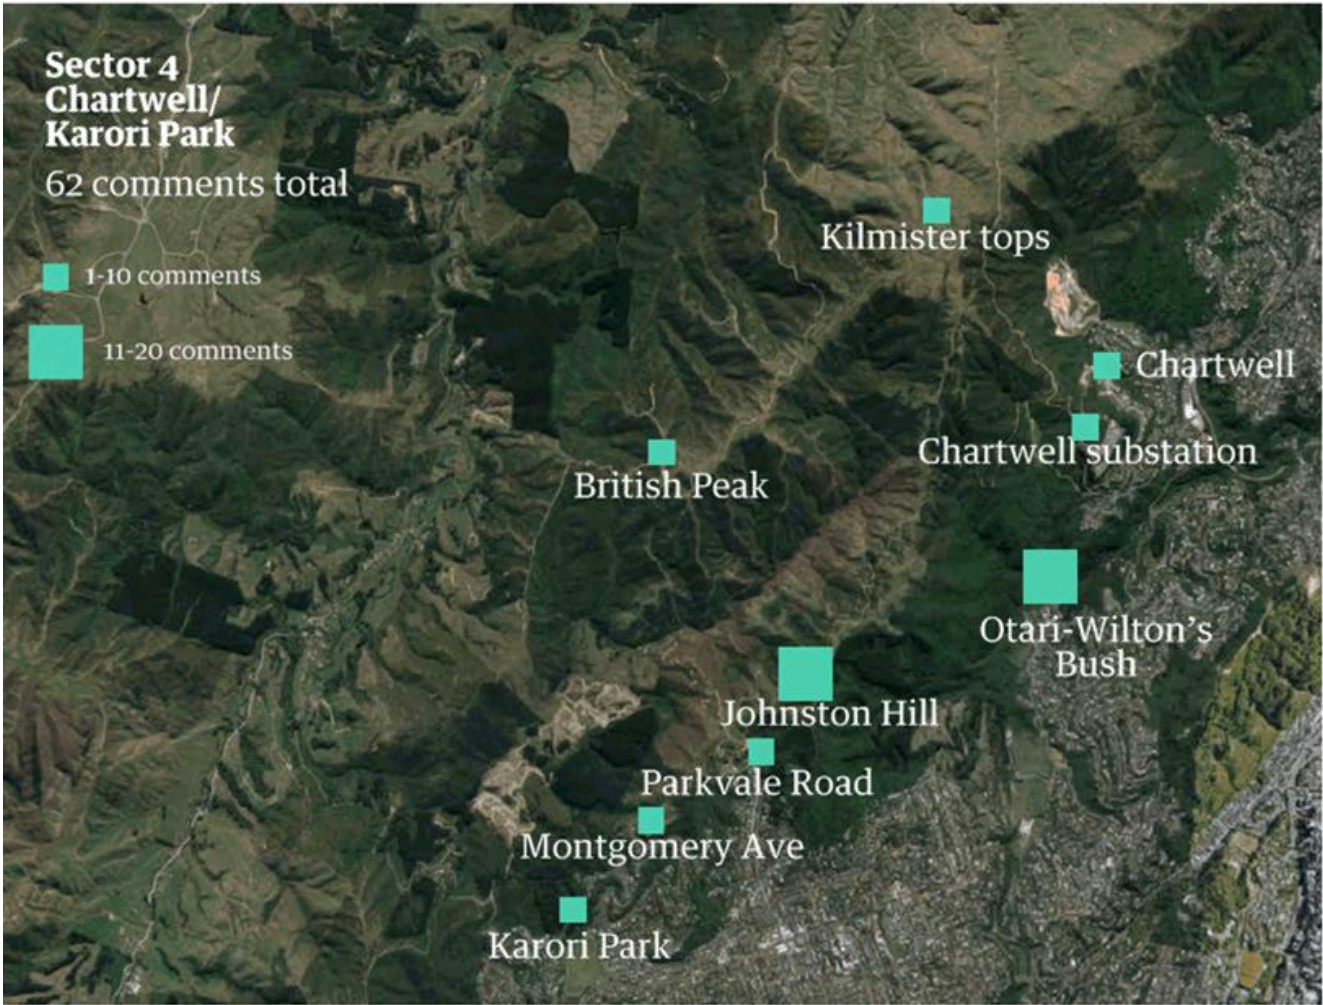 Sector 4
Chartwell/
Karori Park
62 comments total
1-10 comments
11-20 comments
Kilmister tops
Chartwell
Chartwell substation
British Peak
Otari-Wilton’s
Bush
Johnston Hill
Parkvale Road
Montgomery Ave
Karori Park